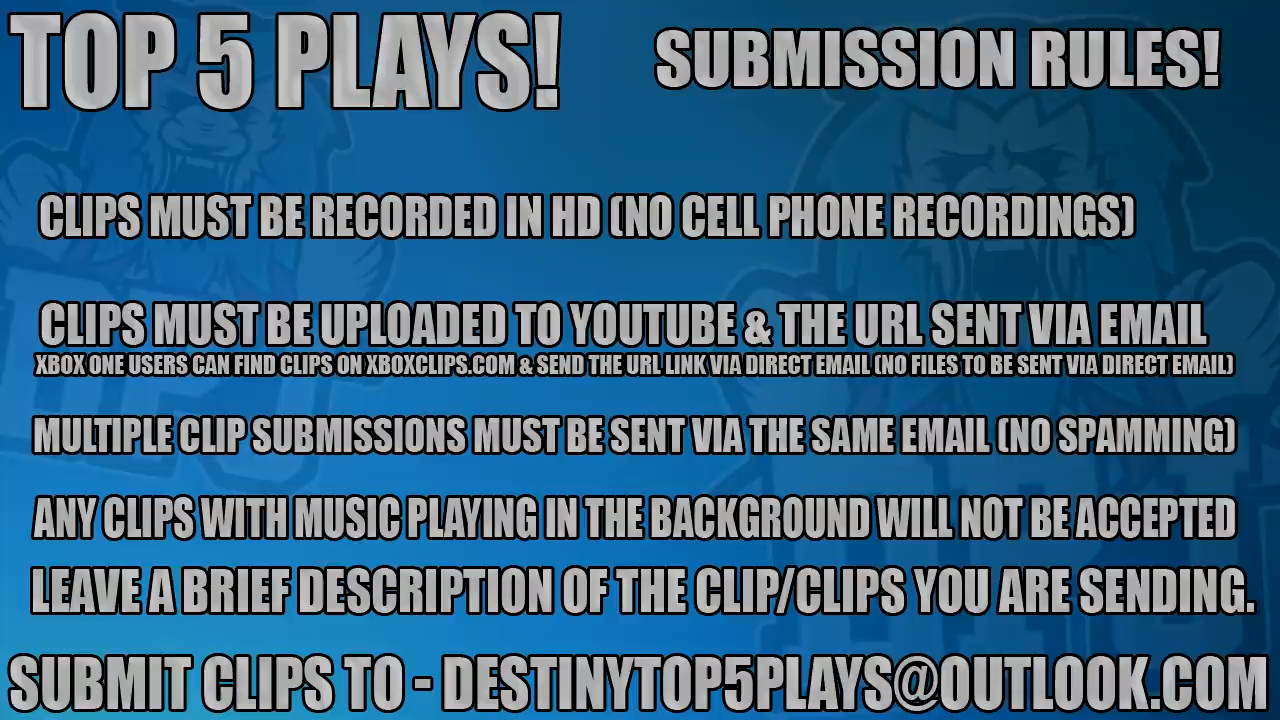 TOP 5 PLAYS!
SUBMISSION RULES!
CLIPS MUST BE RECORDED IN HD (NO CELL PHONE RECORDINGS)
CLIPS MUST BE UPLOADED TO YOUTUBE & THE URL SENT VIA EMAIL
XBOX ONE USERS CAN FIND CLIPS ON XBOXCLIPS.COM & SEND THE URL LINK VIA DIRECT EMAIL (NO FILES TO BE SENT VIA DIRECT EMAIL)
MULTIPLE CLIP SUBMISSIONS MUST BE SENT VIA THE SAME EMAIL (NO SPAMMING)
ANY CLIPS WITH MUSIC PLAYING IN THE BACKGROUND WILL NOT BE ACCEPTED
LEAVE A BRIEF DESCRIPTION OF THE CLIP/CLIPS YOU ARE SENDING.
SUBMIT CLIPS TO - DESTINYTOP5PLAYS@OUTLOOK.COM